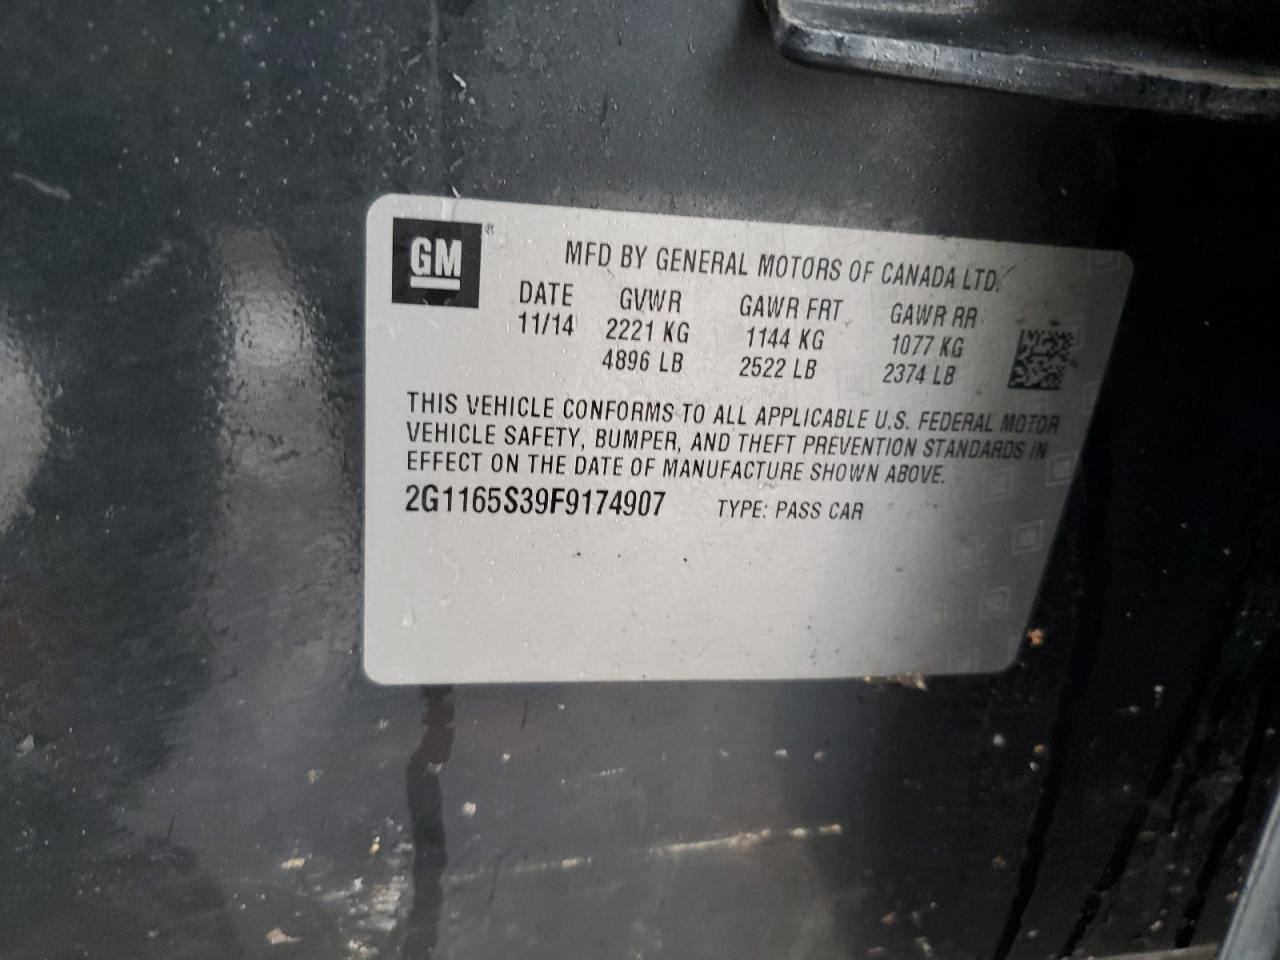 GM®
MFD BY GENERAL MOTORS OF CANADA LTD.
DATE GVWR GAWR FRT GAWR RR
11/14 2221 KG 1144 KG 1077 KG
4896 LB 2522 LB 2374 LB
THIS VEHICLE CONFORMS TO ALL APPLICABLE U.S. FEDERAL MOTOR
VEHICLE SAFETY, BUMPER, AND THEFT PREVENTION STANDARDS IN
EFFECT ON THE DATE OF MANUFACTURE SHOWN ABOVE.
2G1165S39F9174907 TYPE: PASS CAR